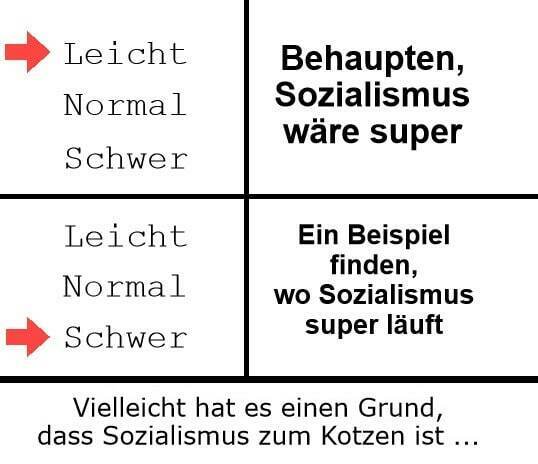 Leicht
Normal
Schwer
Behaupten,
Sozialismus
wäre super
Leicht
Normal
Schwer
Ein Beispiel
finden,
wo Sozialismus
super läuft
Vielleicht hat es einen Grund,
dass Sozialismus zum Kotzen ist ...